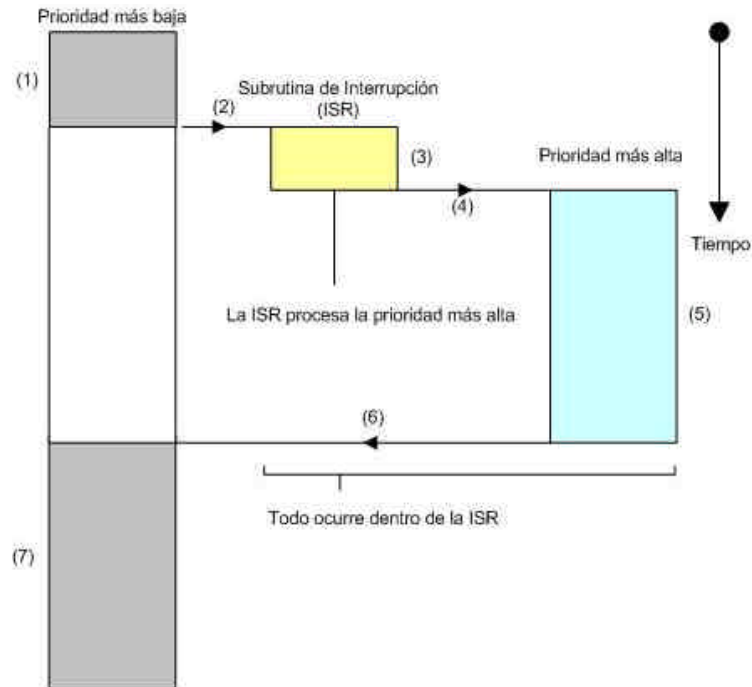 Prioridad más baja
(1)
Subrutina de Interrupción
(ISR)
(2)
(3)
Prioridad más alta
(4)
Tiempo
La ISR procesa la prioridad más alta
(5)
(6)
Todo ocurre dentro de la ISR
(7)